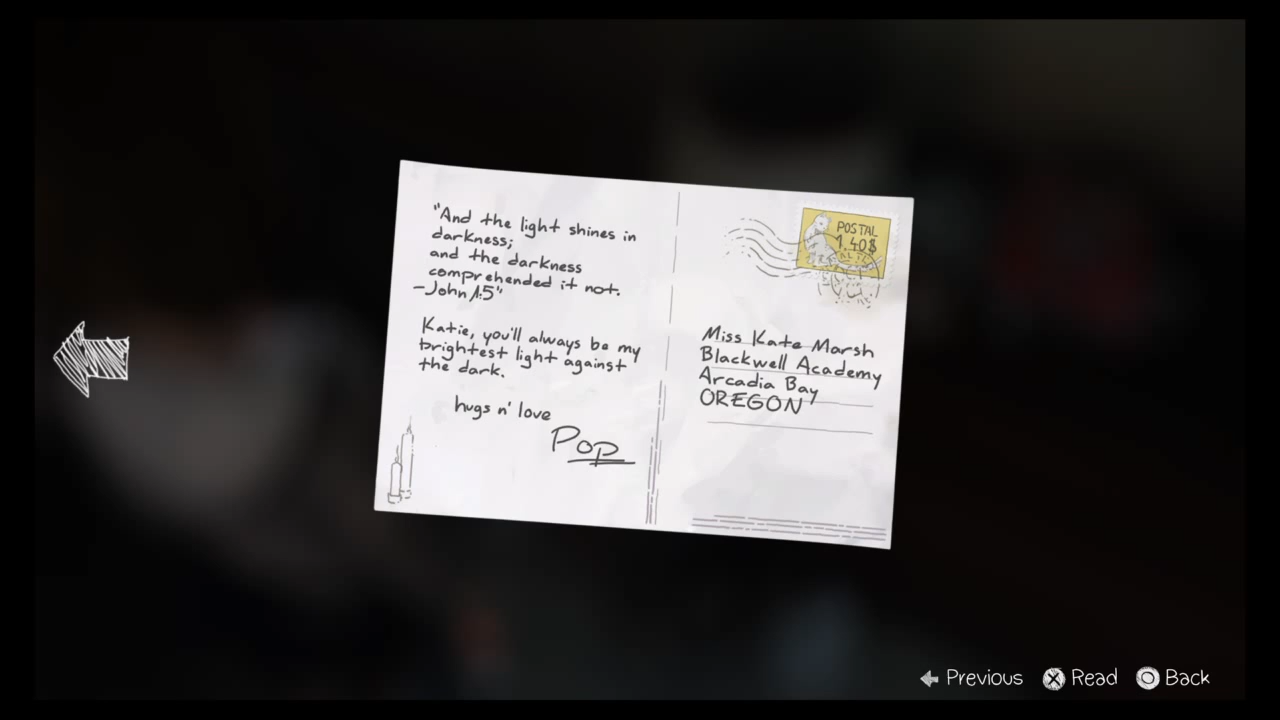 "And the light shines in
darkness;
and the darkness
comprehended it not.
-John 1:5"
Katie, you'll always be my
brightest light against
the dark.
hugs n' love
Pop
POSTAL
1.40$
Miss Kate Marsh
Blackwell Academy
Arcadia Bay
OREGON
Previous
Read
Back